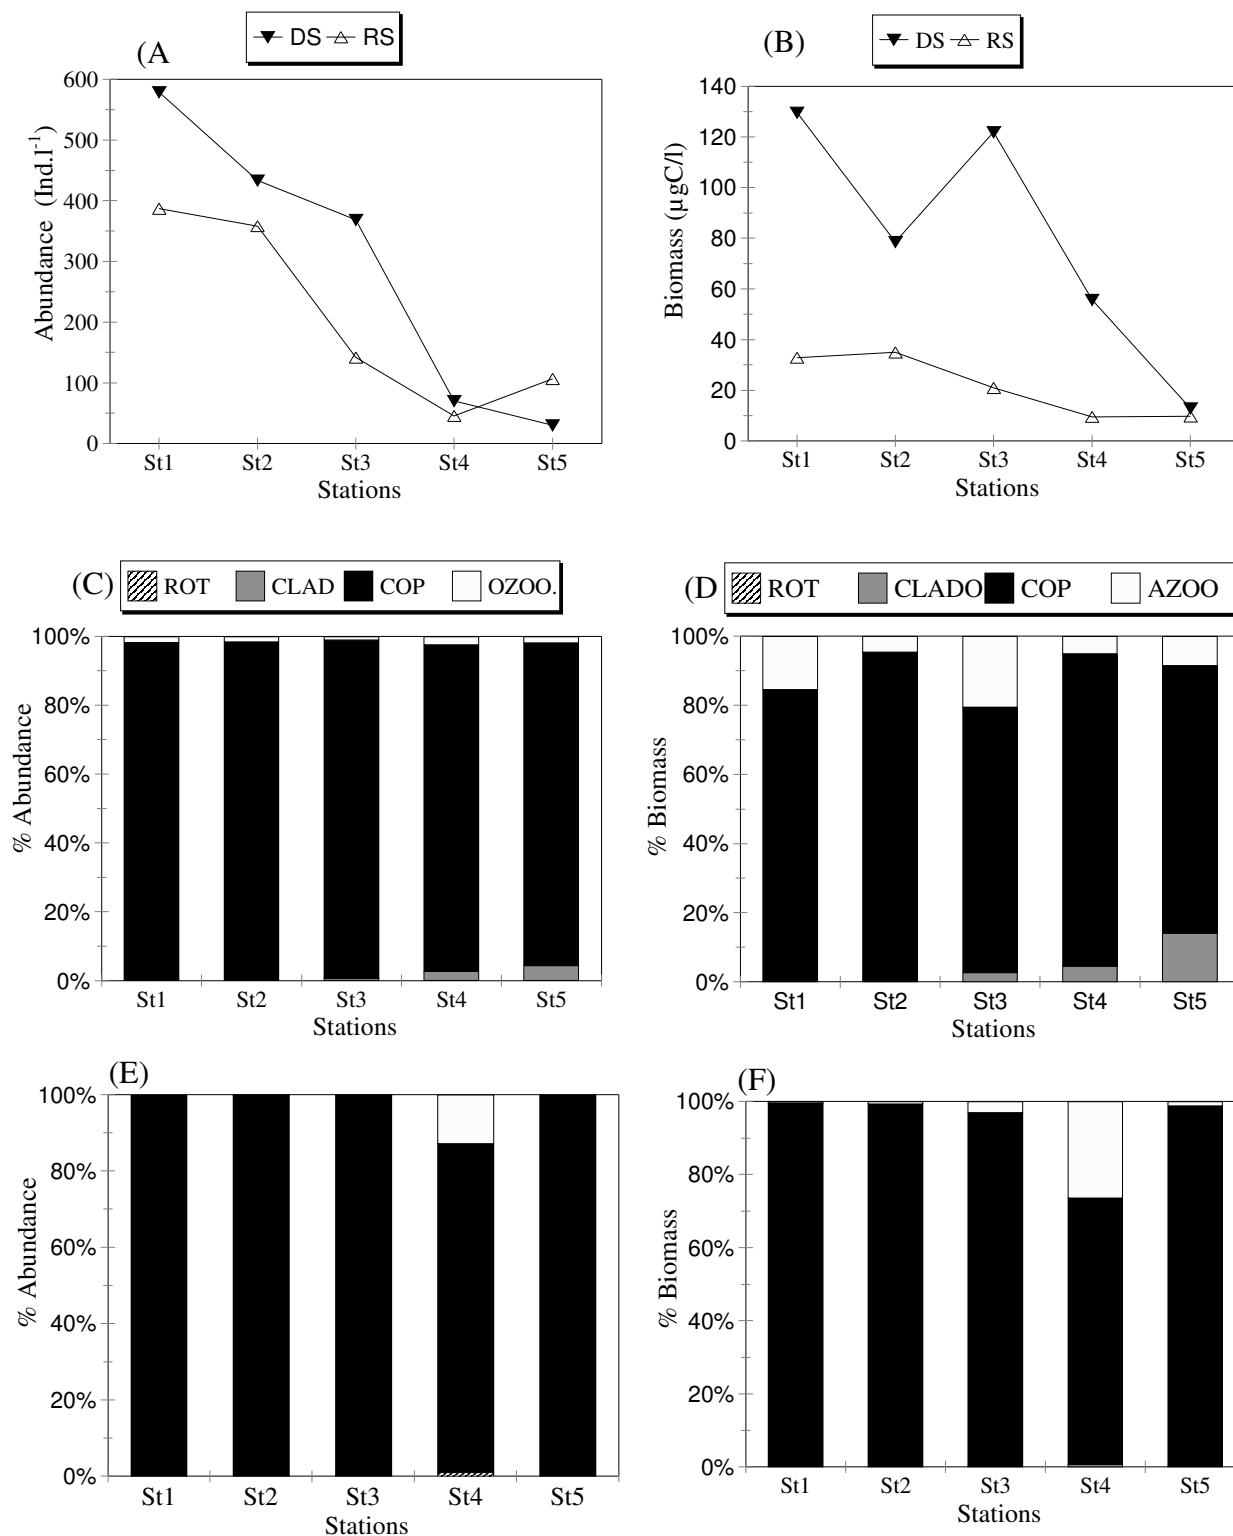 (A
DS RS
600
500
400
300
200
100
0
Abundance (Ind.l⁻¹)
St1 St2 St3 St4 St5
Stations
(B)
DS RS
140
120
100
80
60
40
20
0
Biomass (µgC/l)
St1 St2 St3 St4 St5
Stations
(C)
ROT CLAD COP OZOO.
100%
80%
60%
40%
20%
0%
% Abundance
St1 St2 St3 St4 St5
Stations
(D)
ROT CLADO COP AZOO
100%
80%
60%
40%
20%
0%
% Biomass
St1 St2 St3 St4 St5
Stations
(E)
100%
80%
60%
40%
20%
0%
% Abundance
St1 St2 St3 St4 St5
Stations
(F)
100%
80%
60%
40%
20%
0%
% Biomass
St1 St2 St3 St4 St5
Stations